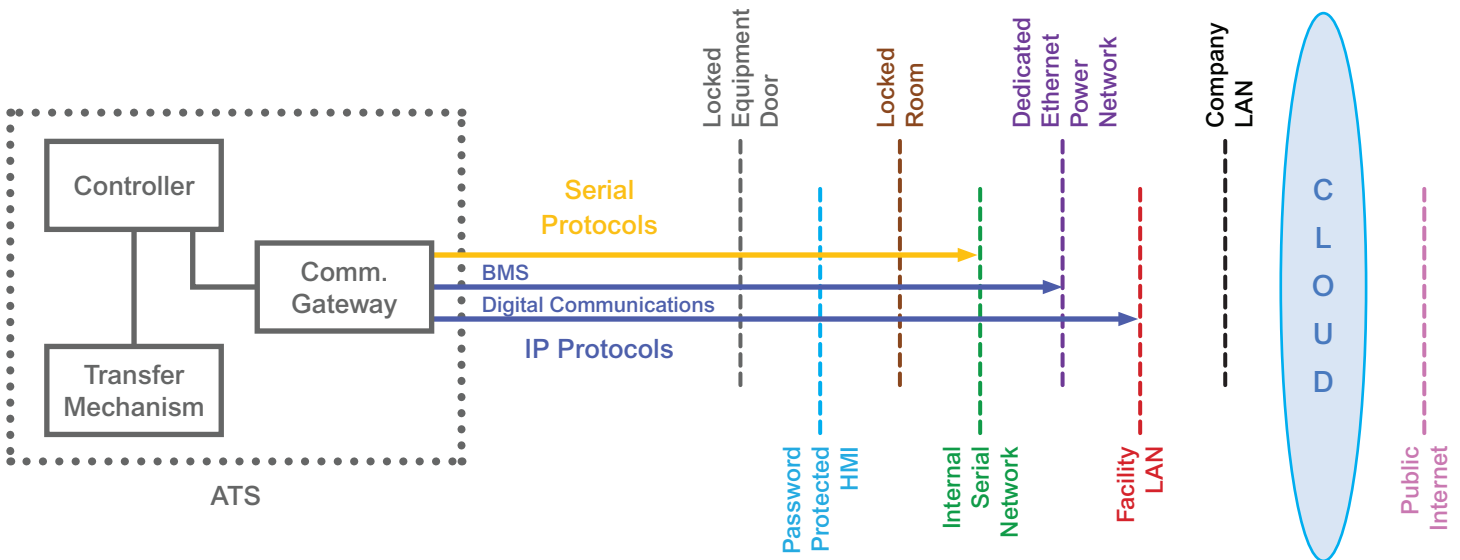 Locked
Equipment
Door
Locked
Room
Dedicated
Ethernet
Power
Network
Company
LAN
Controller
Serial
Protocols
Comm.
Gateway
BMS
Digital Communications
IP Protocols
Transfer
Mechanism
ATS
C
L
O
U
D
Password
Protected
HMI
Internal
Serial
Network
Facility
LAN
Public
Internet